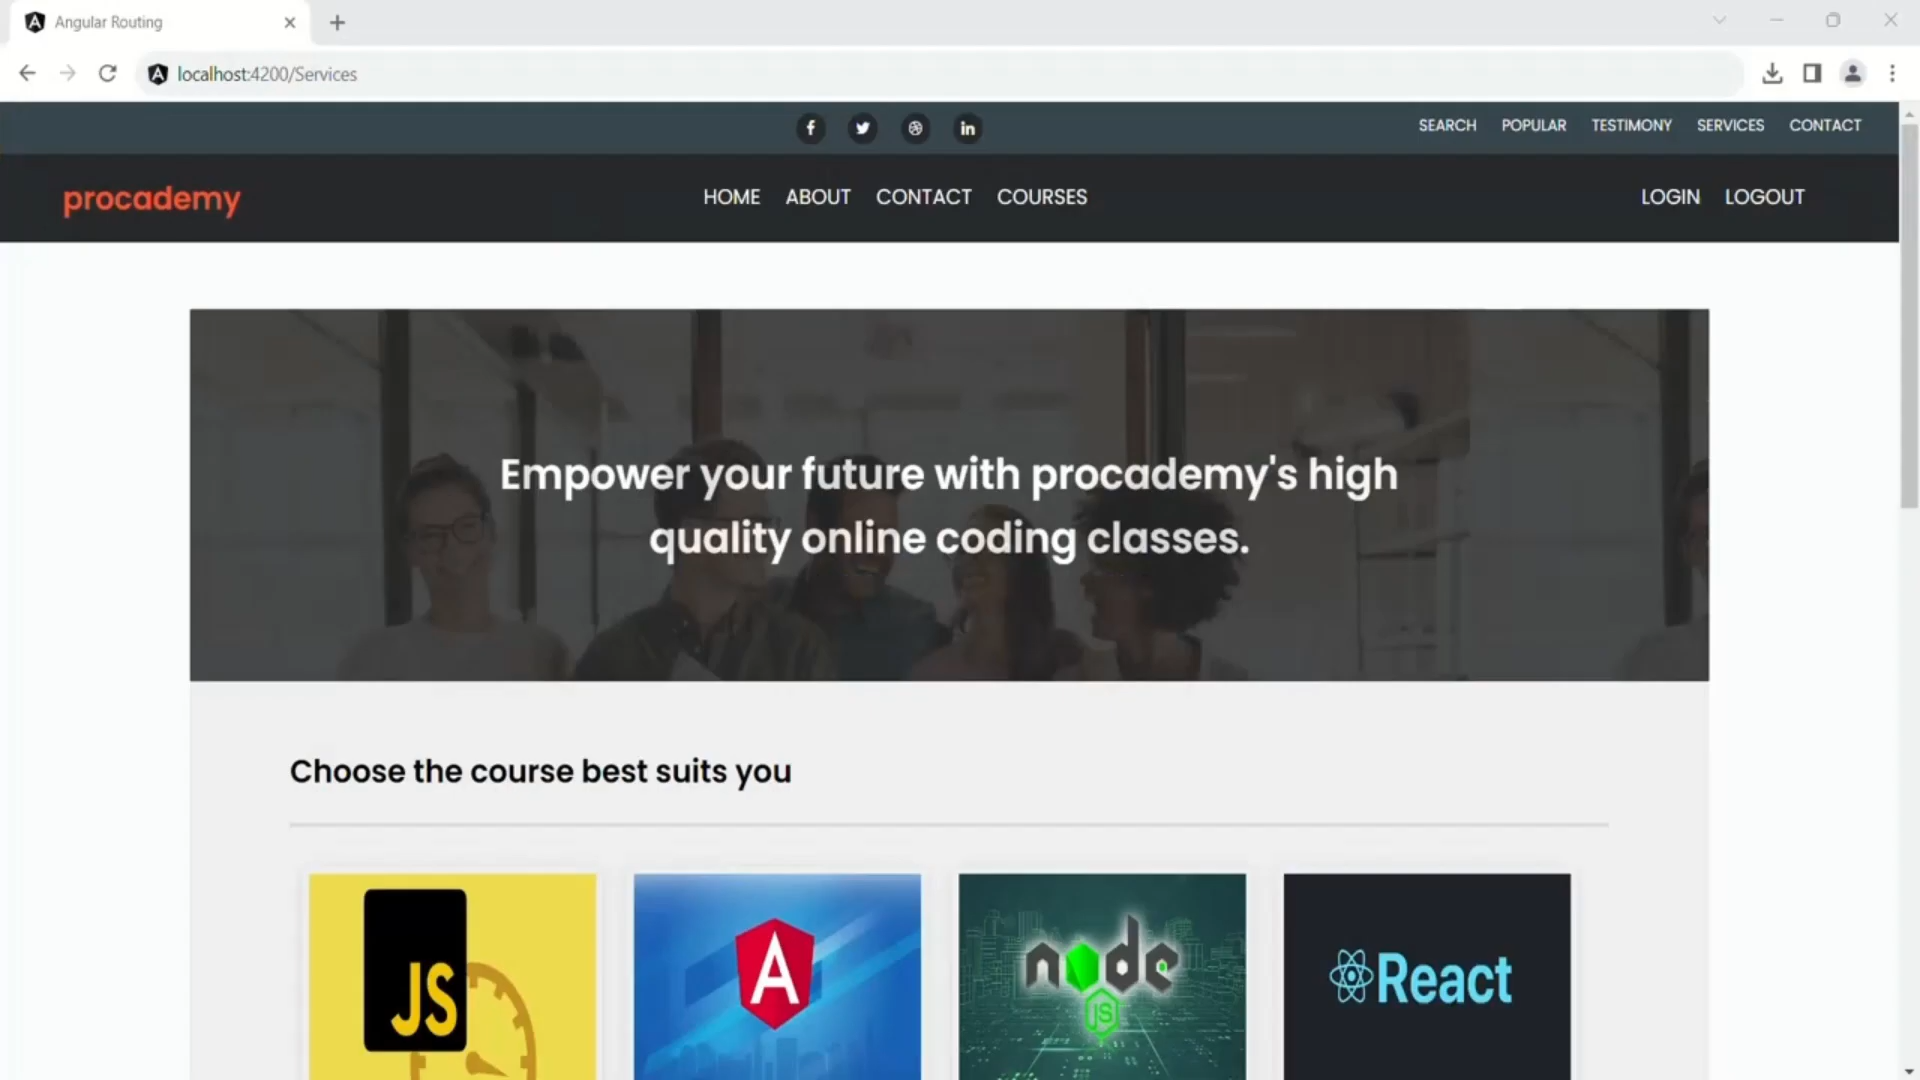 Angular Routing
localhost:4200/Services
SEARCH POPULAR TESTIMONY SERVICES CONTACT
procademy
HOME ABOUT CONTACT COURSES
LOGIN LOGOUT
Empower your future with procademy's high
quality online coding classes.
Choose the course best suits you
JS
A
node
JS
React